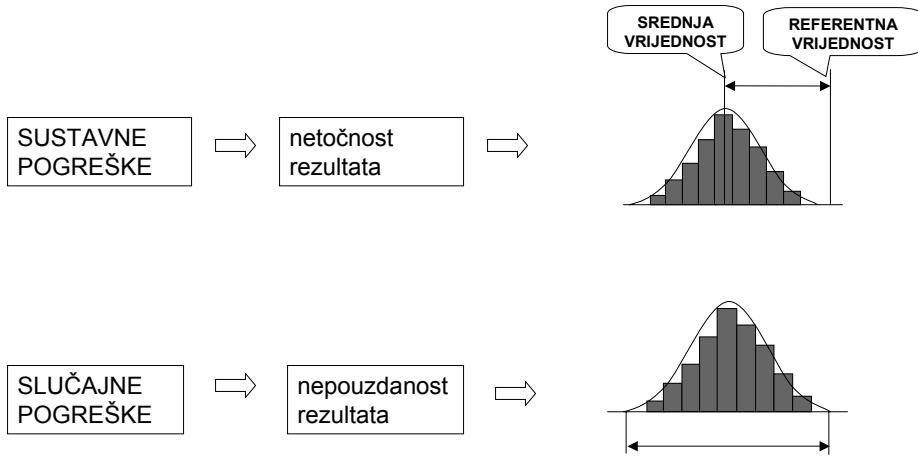 SREDNJA
VRIJEDNOST
REFERENTNA
VRIJEDNOST
SUSTAVNE
POGREŠKE
netočnost
rezultata
SLUČAJNE
POGREŠKE
nepouzdanost
rezultata